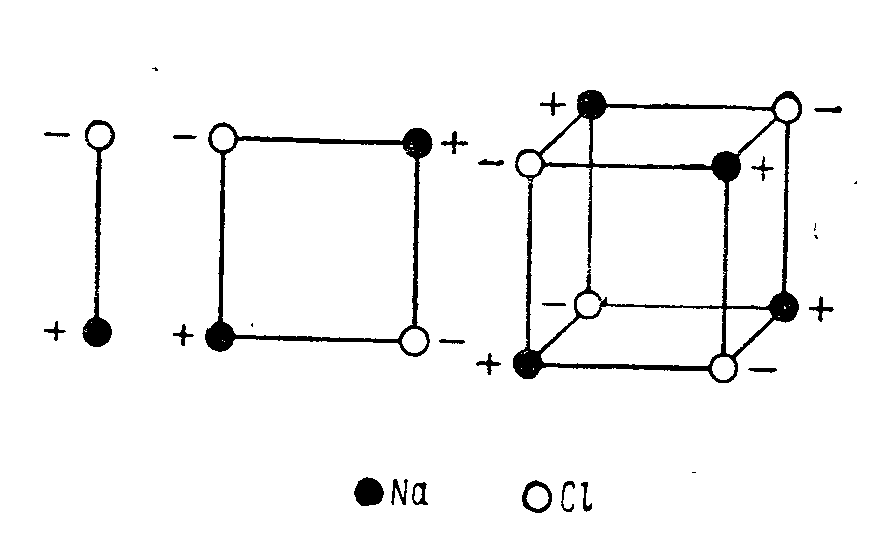 − − + + − − +
− +
+ + − + −
Na Cl